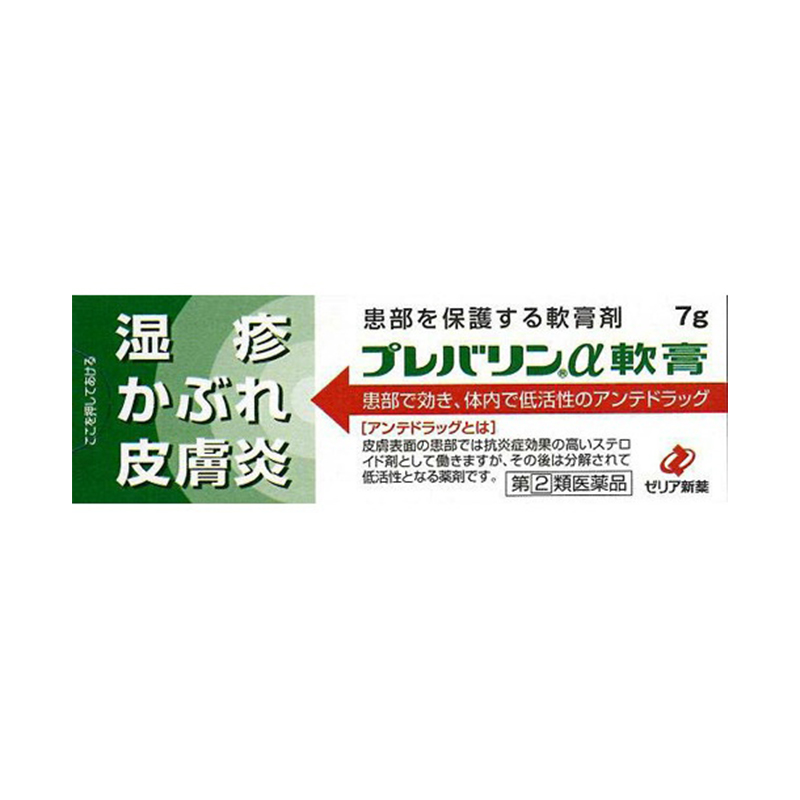 ここを押してあける
湿疹
かぶれ
皮膚炎
患部を保護する軟膏剤 7g
プレバリン®α軟膏
患部で効き、体内で低活性のアンテドラッグ
[アンテドラッグとは]
皮膚表面の患部では抗炎症効果の高いステロ
イド剤として働きますが、その後は分解されて
低活性となる薬剤です。
第②類医薬品
ゼリア新薬